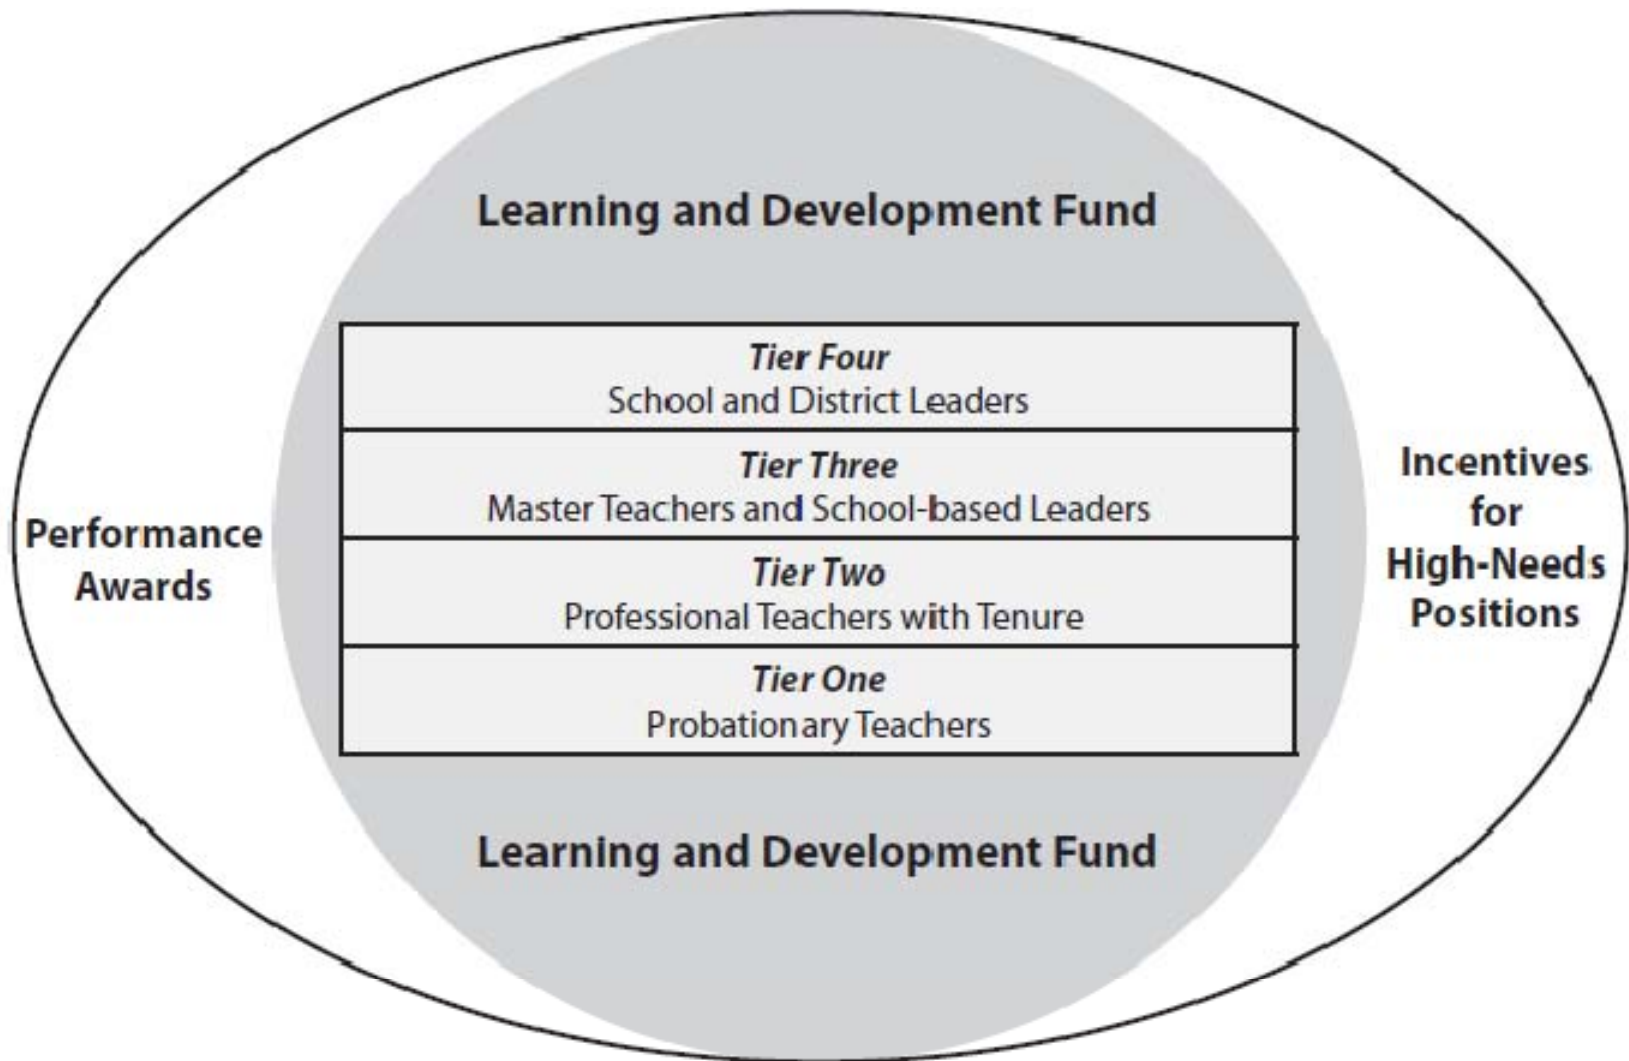 Learning and Development Fund
Tier Four
School and District Leaders
Tier Three
Master Teachers and School-based Leaders
Tier Two
Professional Teachers with Tenure
Tier One
Probationary Teachers
Learning and Development Fund
Performance
Awards
Incentives
for
High-Needs
Positions